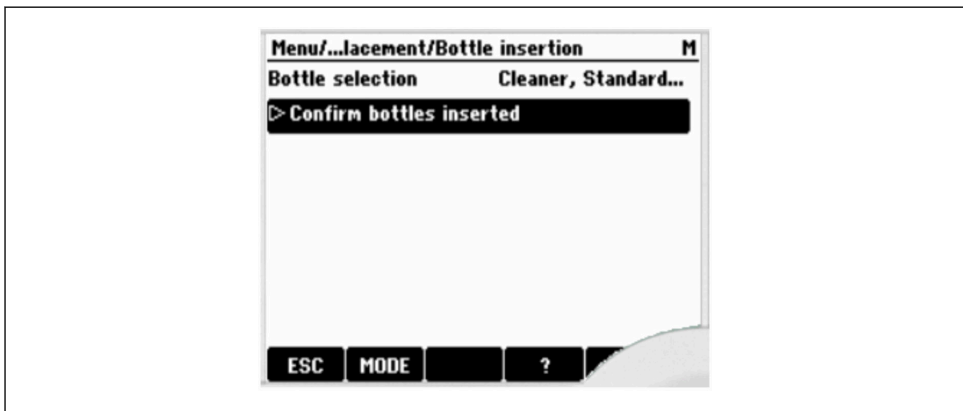 Menu/...lacement/Bottle insertion M
Bottle selection Cleaner, Standard...
▷ Confirm bottles inserted
ESC MODE ?